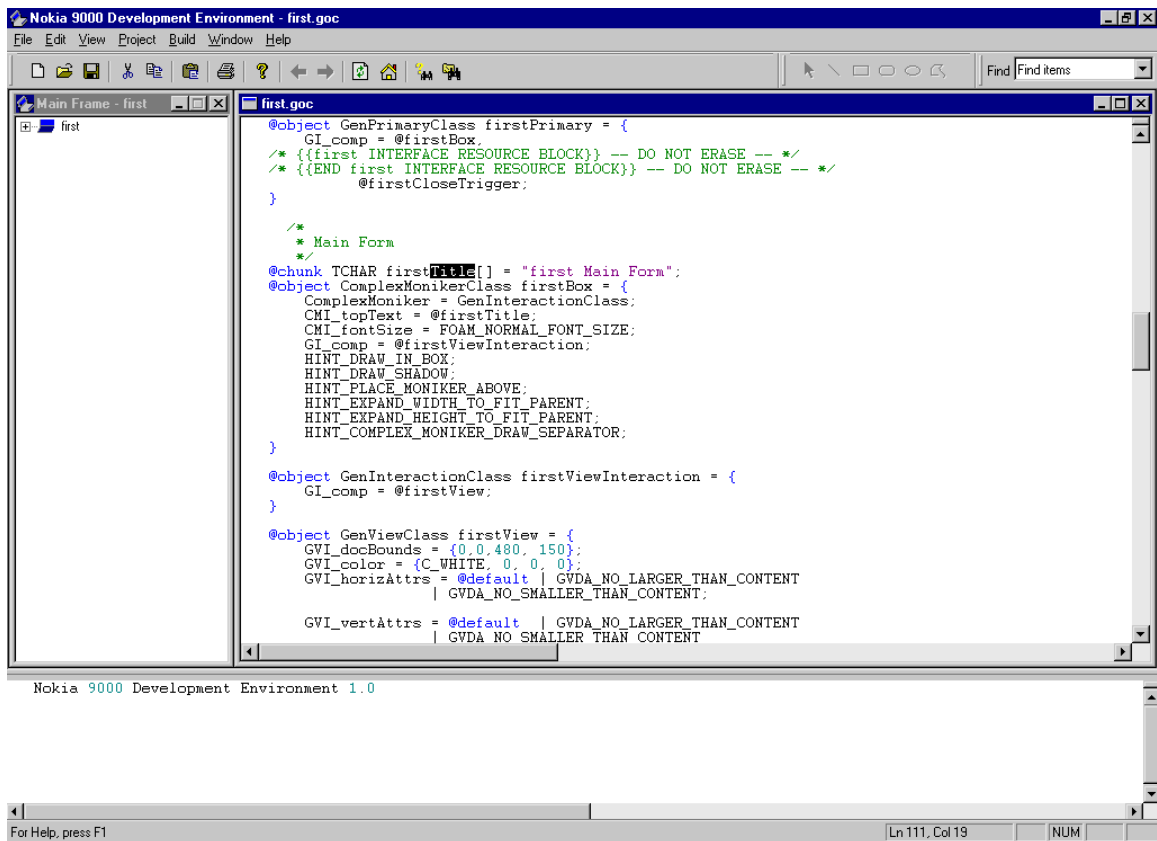 Nokia 9000 Development Environment - first.goc
File Edit View Project Build Window Help
Find Find items
Main Frame - first
first
first.goc
@object GenPrimaryClass firstPrimary = {
GI_comp = @firstBox,
/* {{first INTERFACE RESOURCE BLOCK}} -- DO NOT ERASE -- */
/* {{END first INTERFACE RESOURCE BLOCK}} -- DO NOT ERASE -- */
@firstCloseTrigger;
}
/*
* Main Form
*/
@chunk TCHAR firstTitle[] = "first Main Form";
@object ComplexMonikerClass firstBox = {
ComplexMoniker = GenInteractionClass;
CMI_topText = @firstTitle;
CMI_fontSize = FOAM_NORMAL_FONT_SIZE;
GI_comp = @firstViewInteraction;
HINT_DRAW_IN_BOX;
HINT_DRAW_SHADOW;
HINT_PLACE_MONIKER_ABOVE;
HINT_EXPAND_WIDTH_TO_FIT_PARENT;
HINT_EXPAND_HEIGHT_TO_FIT_PARENT;
HINT_COMPLEX_MONIKER_DRAW_SEPARATOR;
}
@object GenInteractionClass firstViewInteraction = {
GI_comp = @firstView;
}
@object GenViewClass firstView = {
GVI_docBounds = {0,0,480, 150};
GVI_color = {C_WHITE, 0, 0, 0};
GVI_horizAttrs = @default | GVDA_NO_LARGER_THAN_CONTENT
| GVDA_NO_SMALLER_THAN_CONTENT;
GVI_vertAttrs = @default | GVDA_NO_LARGER_THAN_CONTENT
| GVDA_NO_SMALLER_THAN_CONTENT
Nokia 9000 Development Environment 1.0
For Help, press F1
Ln 111, Col 19
NUM